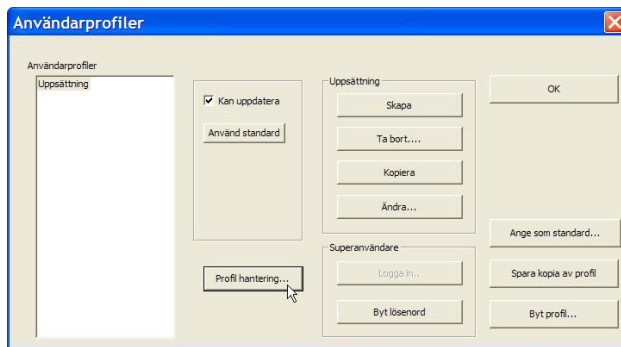 Användarprofiler
Användarprofiler
Uppsättning
Kan uppdatera
Använd standard
Profil hantering...
Uppsättning
Skapa
Ta bort....
Kopiera
Ändra...
Superanvändare
Logga in..
Byt lösenord
OK
Ange som standard...
Spara kopia av profil
Byt profil...